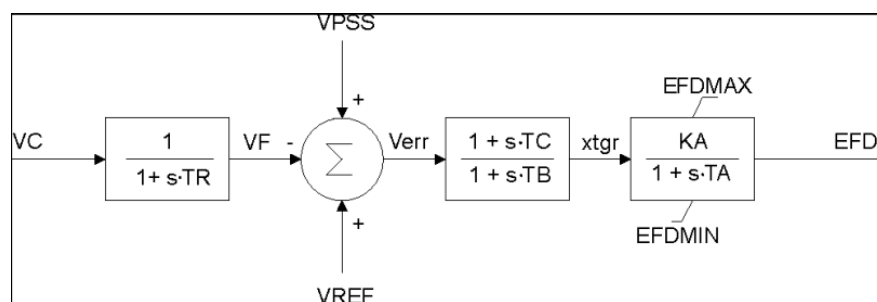 VPSS
+
EFDMAX
VC
1
1+ s·TR
VF
-
Σ
Verr
1 + s·TC
1 + s·TB
xtgr
KA
1 + s·TA
EFD
+
EFDMIN
VREF